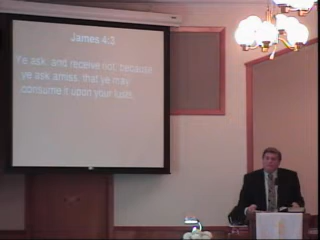 James 4:3
Ye ask, and receive not, because
ye ask amiss, that ye may
consume it upon your lusts.